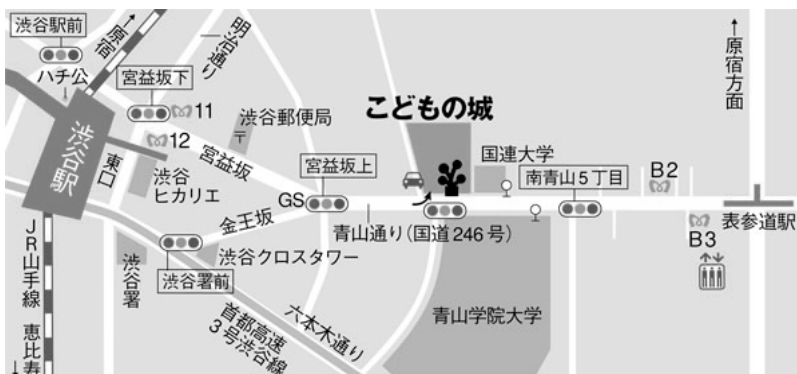 渋谷駅前
→原宿
ハチ公
明治通り
宮益坂下
11
12
渋谷郵便局
〒
こどもの城
国連大学
→原宿方面
渋谷駅
東口
渋谷
ヒカリエ
宮益坂
宮益坂上
GS
南青山5丁目
B2
B3
表参道駅
金王坂
青山通り(国道246号)
渋谷クロスタワー
渋谷署
渋谷署前
青山学院大学
六本木通り
首都高速
3号渋谷線
JR山手線
恵比寿
←